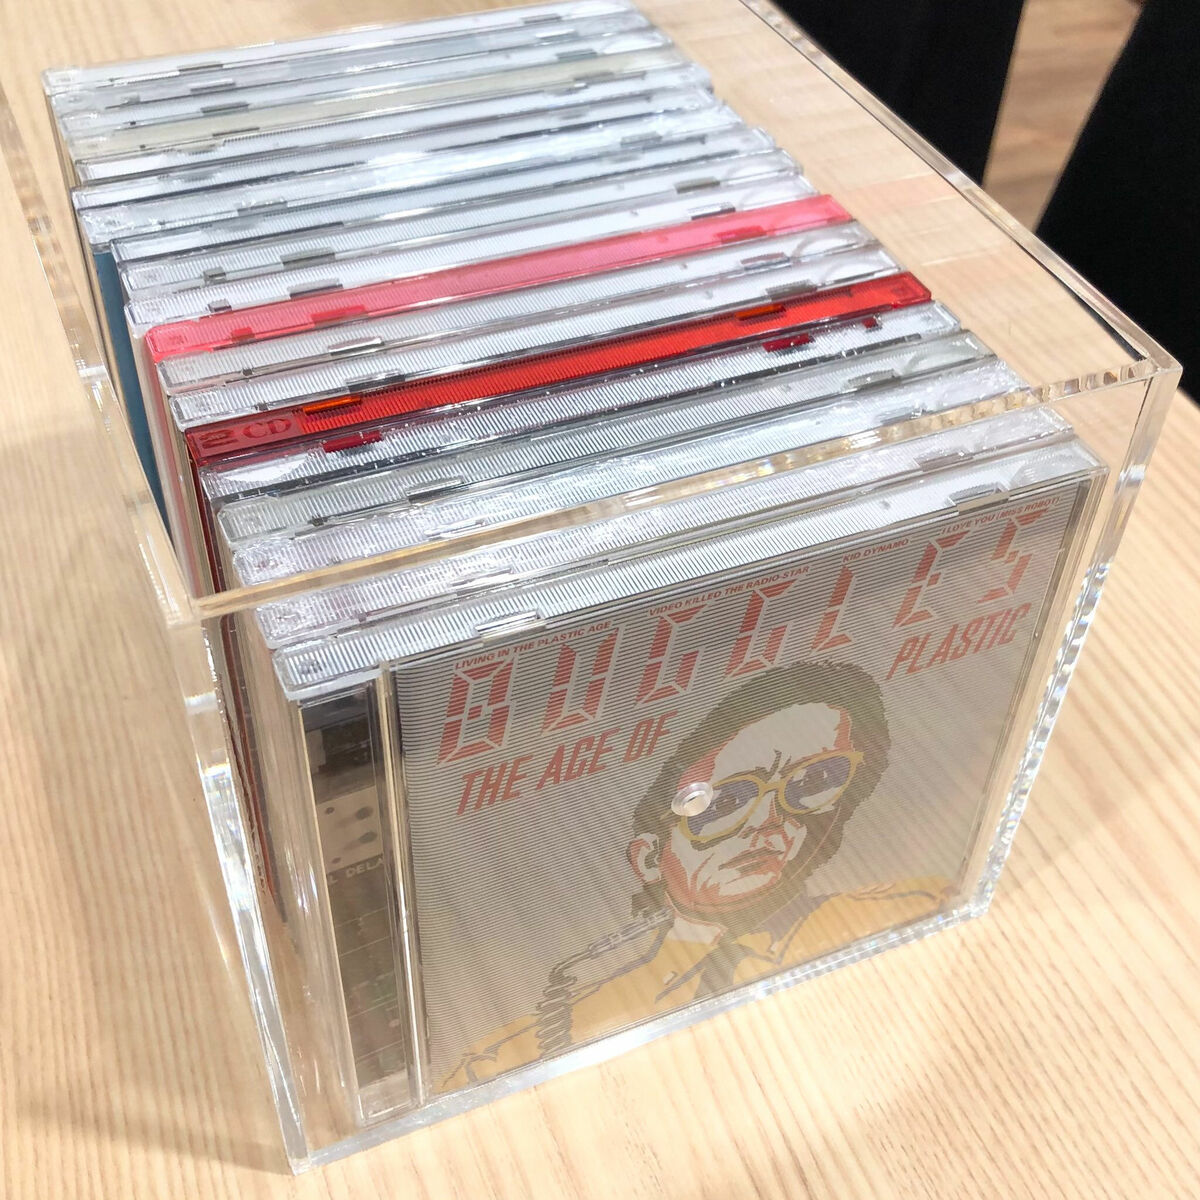 2 CD
LIVING IN THE PLASTIC AGE VIDEO KILLED THE RADIO-STAR KID DYNAMO I LOVE YOU (MISS ROBOT)
BUGGLES
THE AGE OF PLASTIC